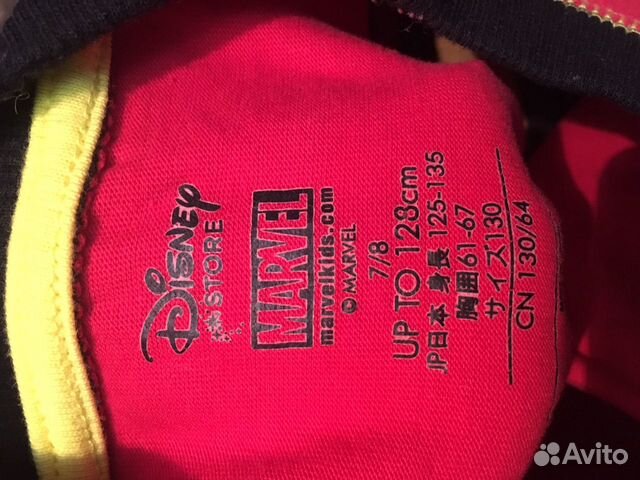 DISNEY
STORE
MARVEL
marvelkids.com
© MARVEL
7/8
UP TO 128cm
JP日本 身長 125-135
胸囲 61-67
サイズ130
CN 130/64
Avito